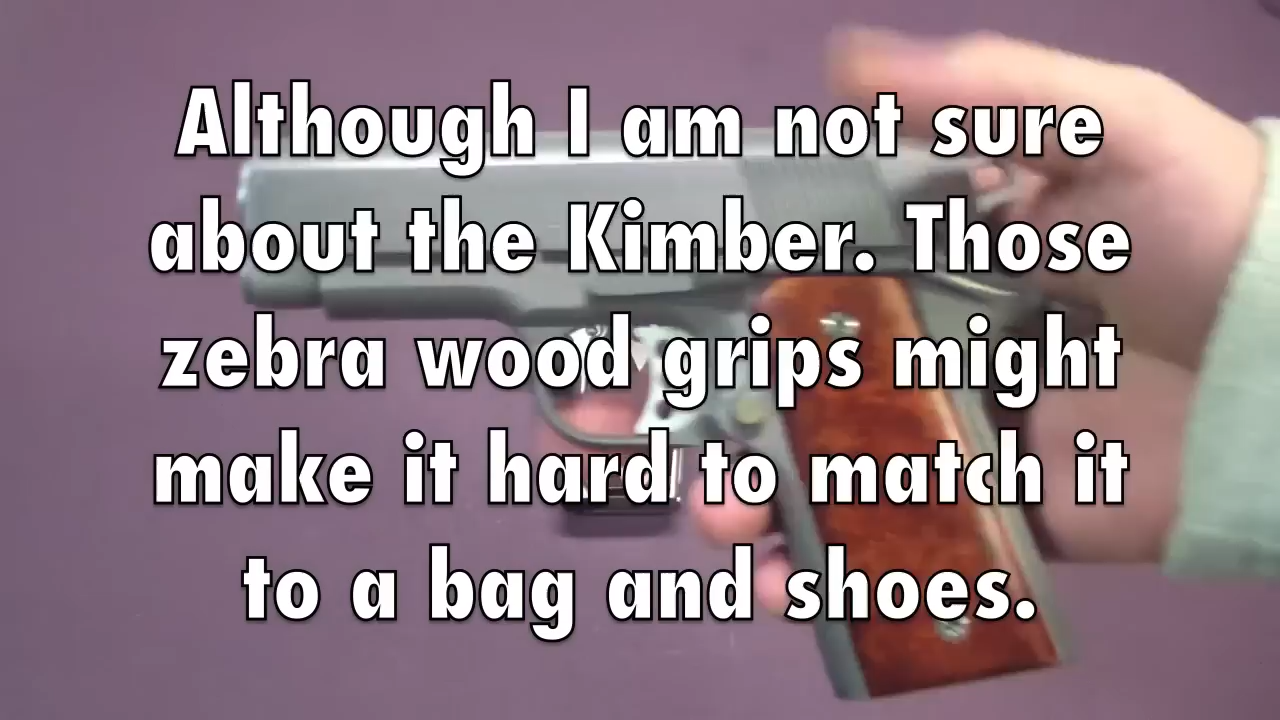 Although I am not sure
about the Kimber. Those
zebra wood grips might
make it hard to match it
to a bag and shoes.